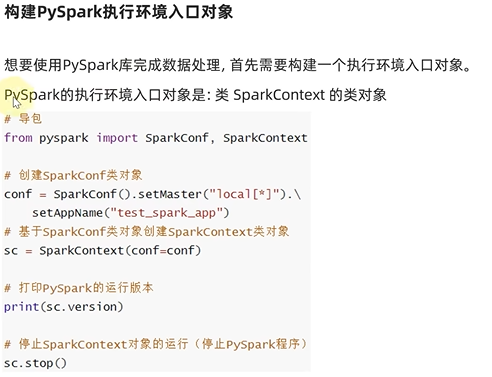 构建PySpark执行环境入口对象
想要使用PySpark库完成数据处理, 首先需要构建一个执行环境入口对象。
PySpark的执行环境入口对象是: 类 SparkContext 的类对象
# 导包
from pyspark import SparkConf, SparkContext
# 创建SparkConf类对象
conf = SparkConf().setMaster("local[*]").\
    setAppName("test_spark_app")
# 基于SparkConf类对象创建SparkContext类对象
sc = SparkContext(conf=conf)
# 打印PySpark的运行版本
print(sc.version)
# 停止SparkContext对象的运行（停止PySpark程序）
sc.stop()